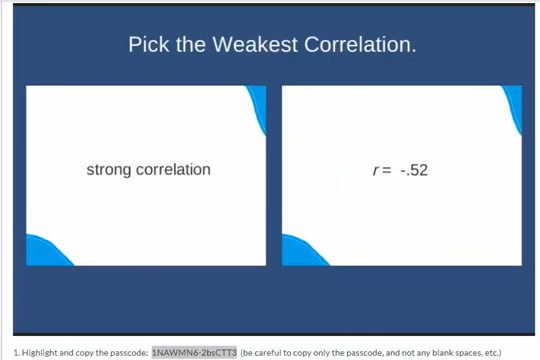 Pick the Weakest Correlation.
strong correlation
r = -.52
1. Highlight and copy the passcode: 1NAWMN6-2bsCTT3 (be careful to copy only the passcode, and not any blank spaces, etc.)